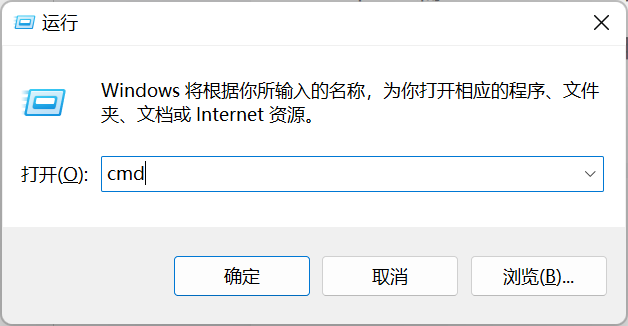 运行
Windows 将根据你所输入的名称，为你打开相应的程序、文件
夹、文档或 Internet 资源。
打开(O): cmd
确定 取消 浏览(B)...